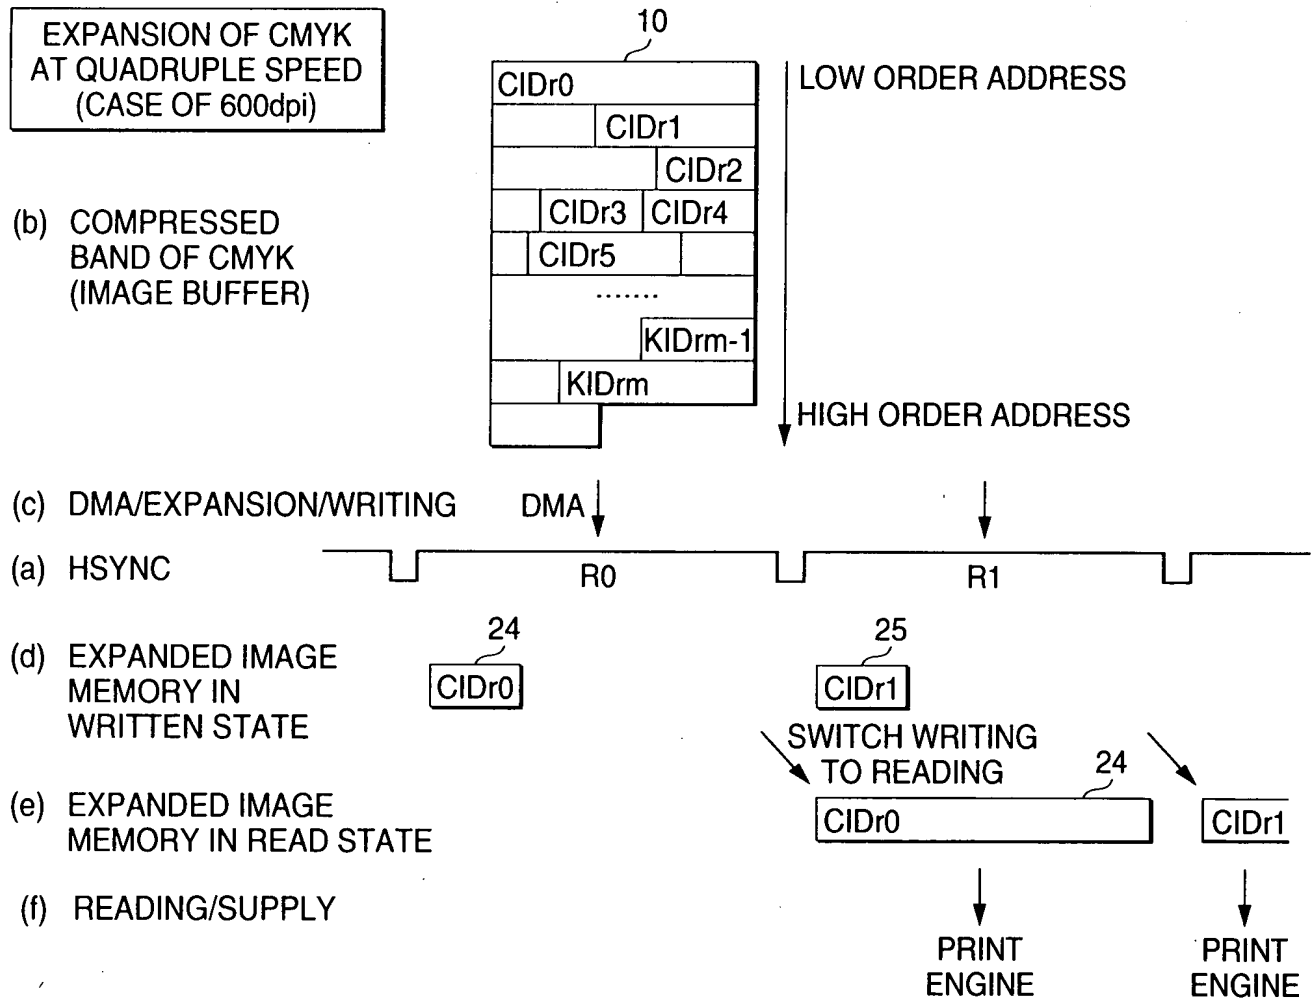 EXPANSION OF CMYK
AT QUADRUPLE SPEED
(CASE OF 600dpi)
10
CIDr0
CIDr1
CIDr2
CIDr3 CIDr4
CIDr5
.......
KIDrm-1
KIDrm
LOW ORDER ADDRESS
HIGH ORDER ADDRESS
(b) COMPRESSED
BAND OF CMYK
(IMAGE BUFFER)
(c) DMA/EXPANSION/WRITING DMA
(a) HSYNC R0 R1
(d) EXPANDED IMAGE
MEMORY IN
WRITTEN STATE
24
CIDr0
25
CIDr1
SWITCH WRITING
TO READING
(e) EXPANDED IMAGE
MEMORY IN READ STATE
24
CIDr0
CIDr1
(f) READING/SUPPLY
PRINT
ENGINE
PRINT
ENGINE